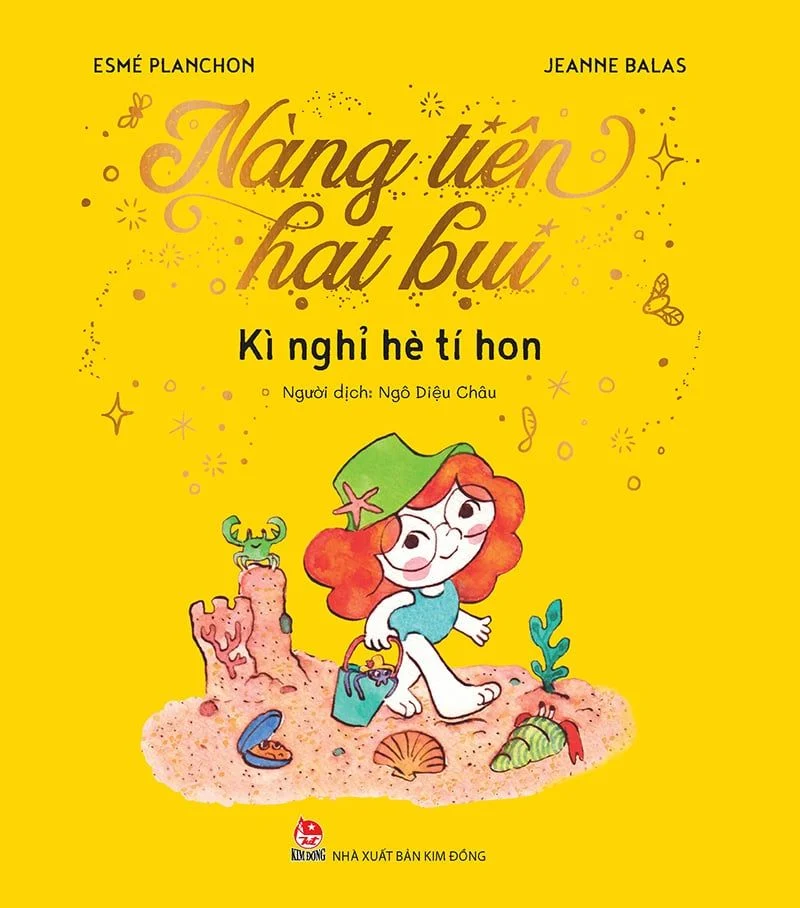 ESMÉ PLANCHON
JEANNE BALAS
Nàng tiên
hạt bụi
Kì nghỉ hè tí hon
Người dịch: Ngô Diệu Châu
KIM ĐỒNG
NHÀ XUẤT BẢN KIM ĐỒNG